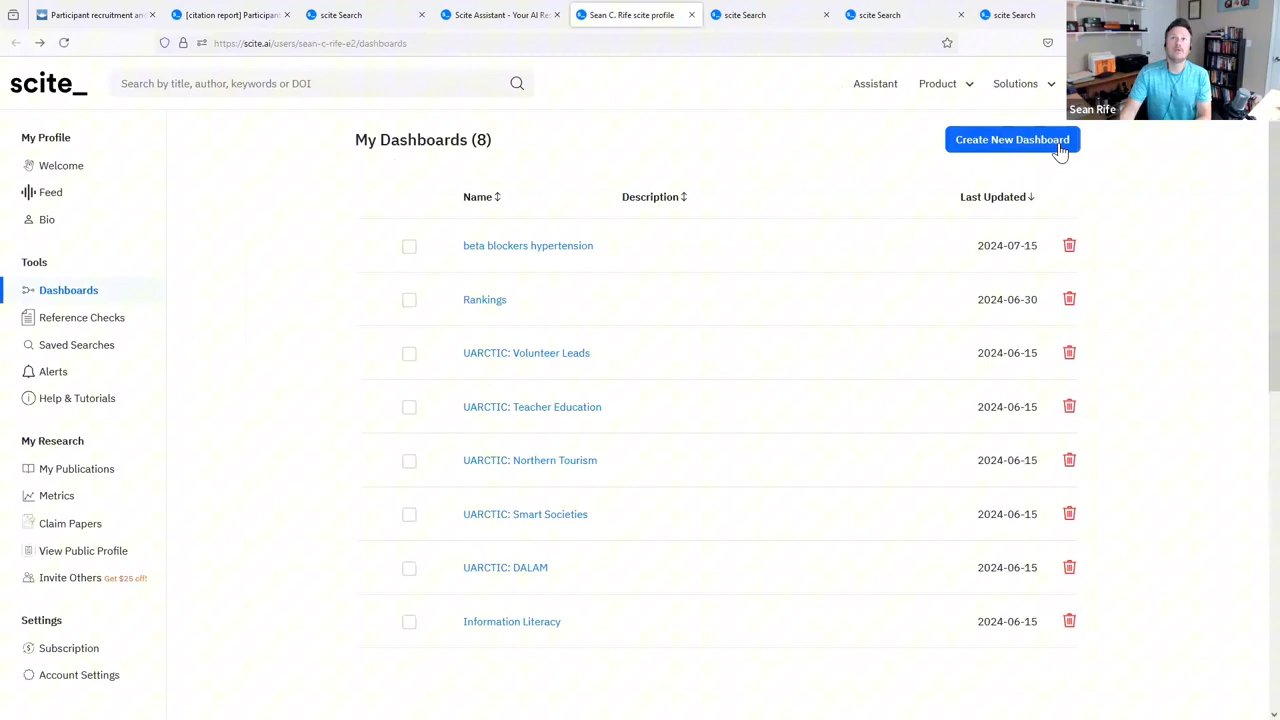 Participant recruitment an
[citation report] Participan
scite Search
Scite Assistant - Your AI Re
Sean C. Rife scite profile
scite Search
scite Search
scite Search
https://scite.ai/users/sean-c-rife-e2/dashboards
Sean Rife
scite_
Search by title, author, keywords or DOI
Assistant
Product
Solutions
My Profile
Welcome
Feed
Bio
Tools
Dashboards
Reference Checks
Saved Searches
Alerts
Help & Tutorials
My Research
My Publications
Metrics
Claim Papers
View Public Profile
Invite Others Get $25 off!
Settings
Subscription
Account Settings
My Dashboards (8)
Create New Dashboard
Name Description Last Updated
beta blockers hypertension 2024-07-15
Rankings 2024-06-30
UARCTIC: Volunteer Leads 2024-06-15
UARCTIC: Teacher Education 2024-06-15
UARCTIC: Northern Tourism 2024-06-15
UARCTIC: Smart Societies 2024-06-15
UARCTIC: DALAM 2024-06-15
Information Literacy 2024-06-15